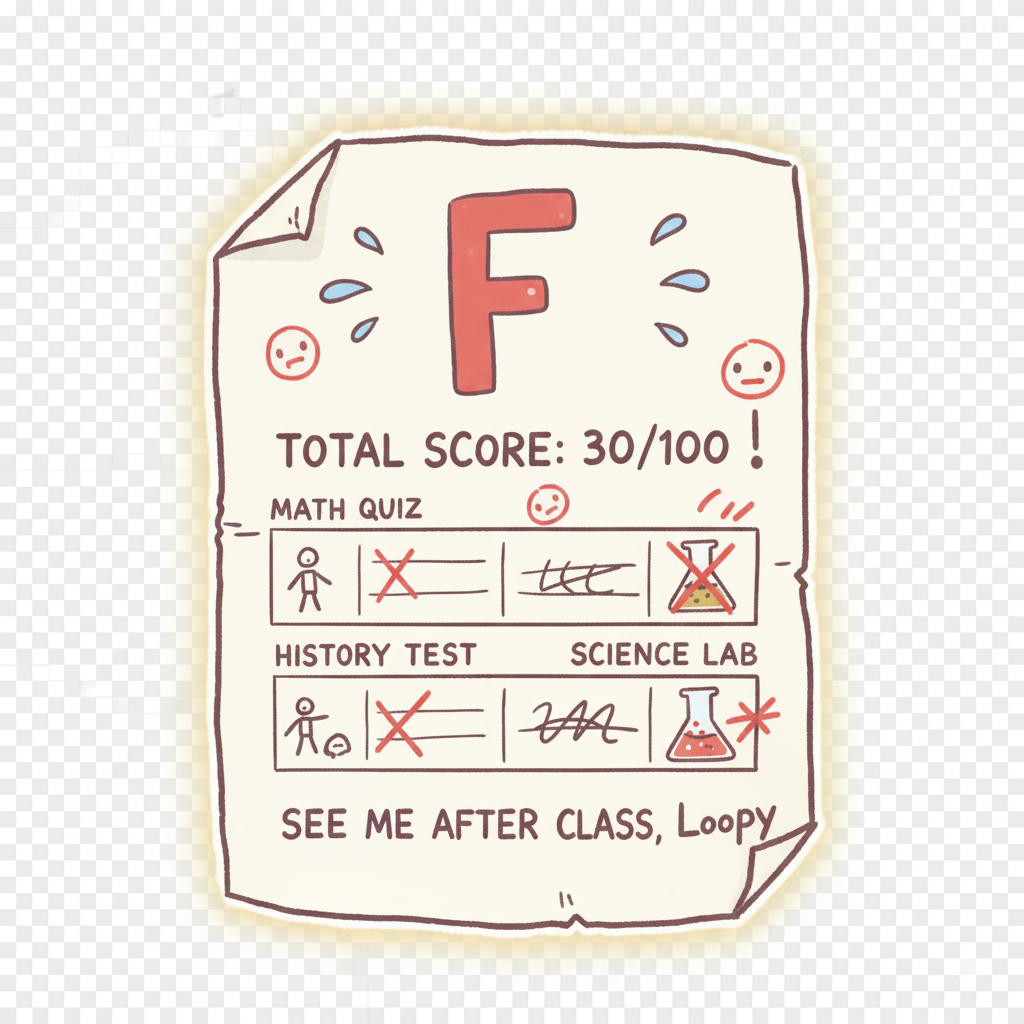 F
TOTAL SCORE: 30/100 !
MATH QUIZ
HISTORY TEST SCIENCE LAB
SEE ME AFTER CLASS, Loopy